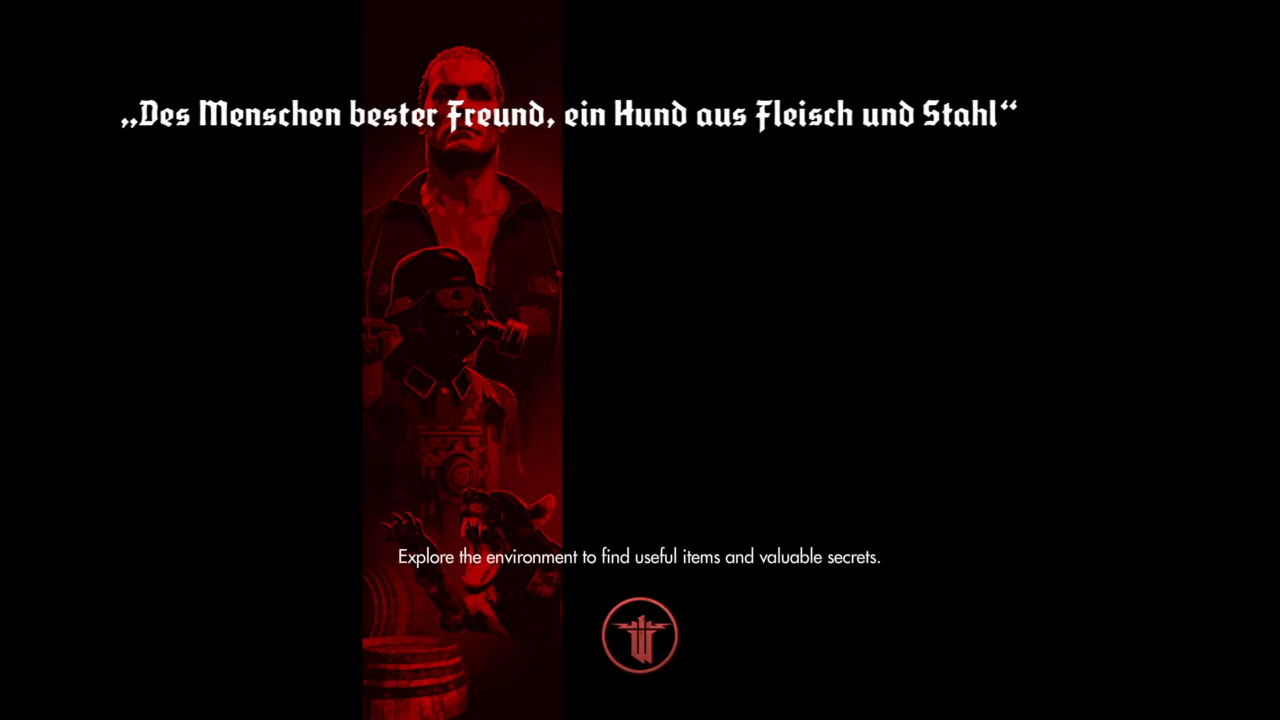 „Des Menschen bester Freund, ein Hund aus Fleisch und Stahl“
Explore the environment to find useful items and valuable secrets.